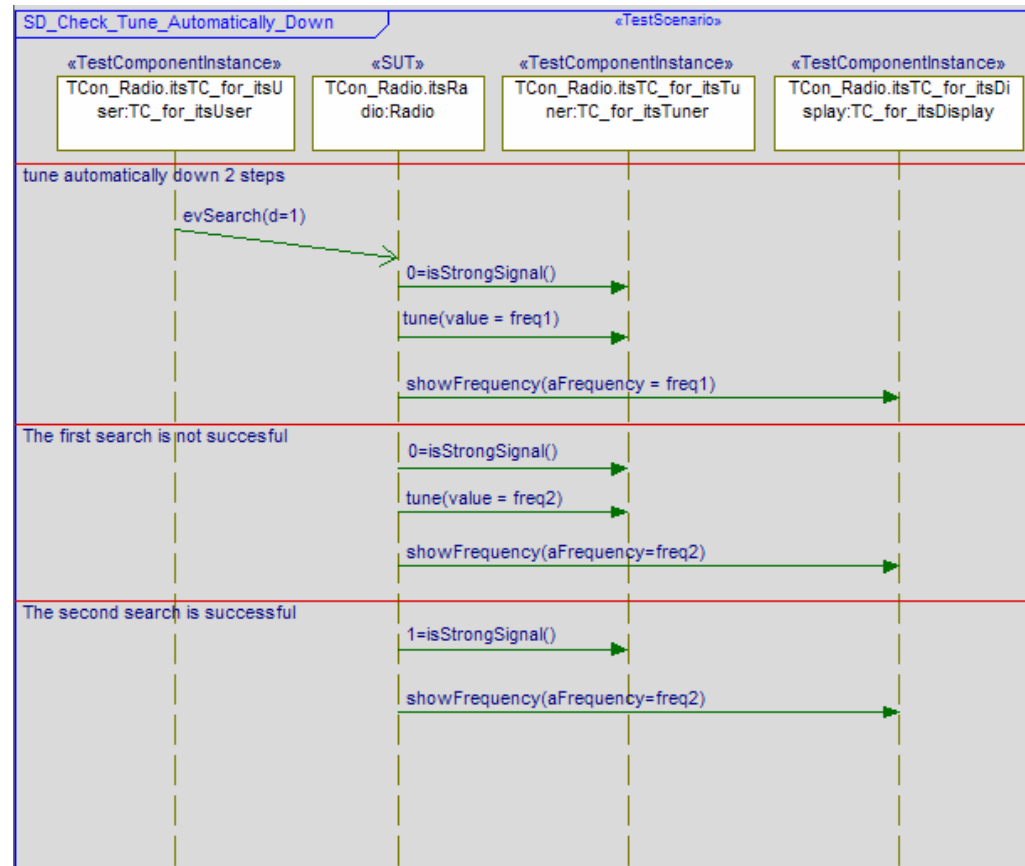 SD_Check_Tune_Automatically_Down
«TestScenario»
«TestComponentInstance»
TCon_Radio.itsTC_for_itsU
ser:TC_for_itsUser
«SUT»
TCon_Radio.itsRa
dio:Radio
«TestComponentInstance»
TCon_Radio.itsTC_for_itsTu
ner:TC_for_itsTuner
«TestComponentInstance»
TCon_Radio.itsTC_for_itsDi
splay:TC_for_itsDisplay
tune automatically down 2 steps
evSearch(d=1)
0=isStrongSignal()
tune(value = freq1)
showFrequency(aFrequency = freq1)
The first search is not succesful
0=isStrongSignal()
tune(value = freq2)
showFrequency(aFrequency=freq2)
The second search is successful
1=isStrongSignal()
showFrequency(aFrequency=freq2)